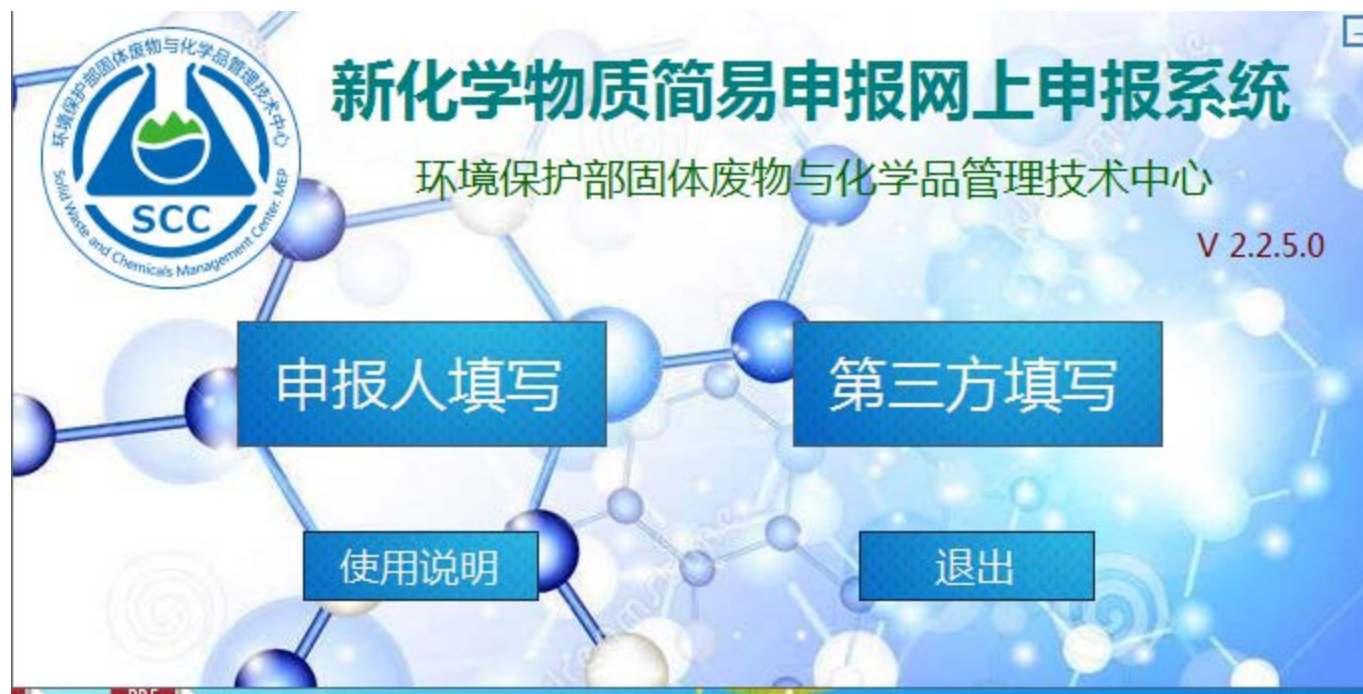 环境保护部固体废物与化学品管理技术中心
SCC
Solid Waste and Chemicals Management Center, MEP
新化学物质简易申报网上申报系统
环境保护部固体废物与化学品管理技术中心
V 2.2.5.0
申报人填写
第三方填写
使用说明
退出